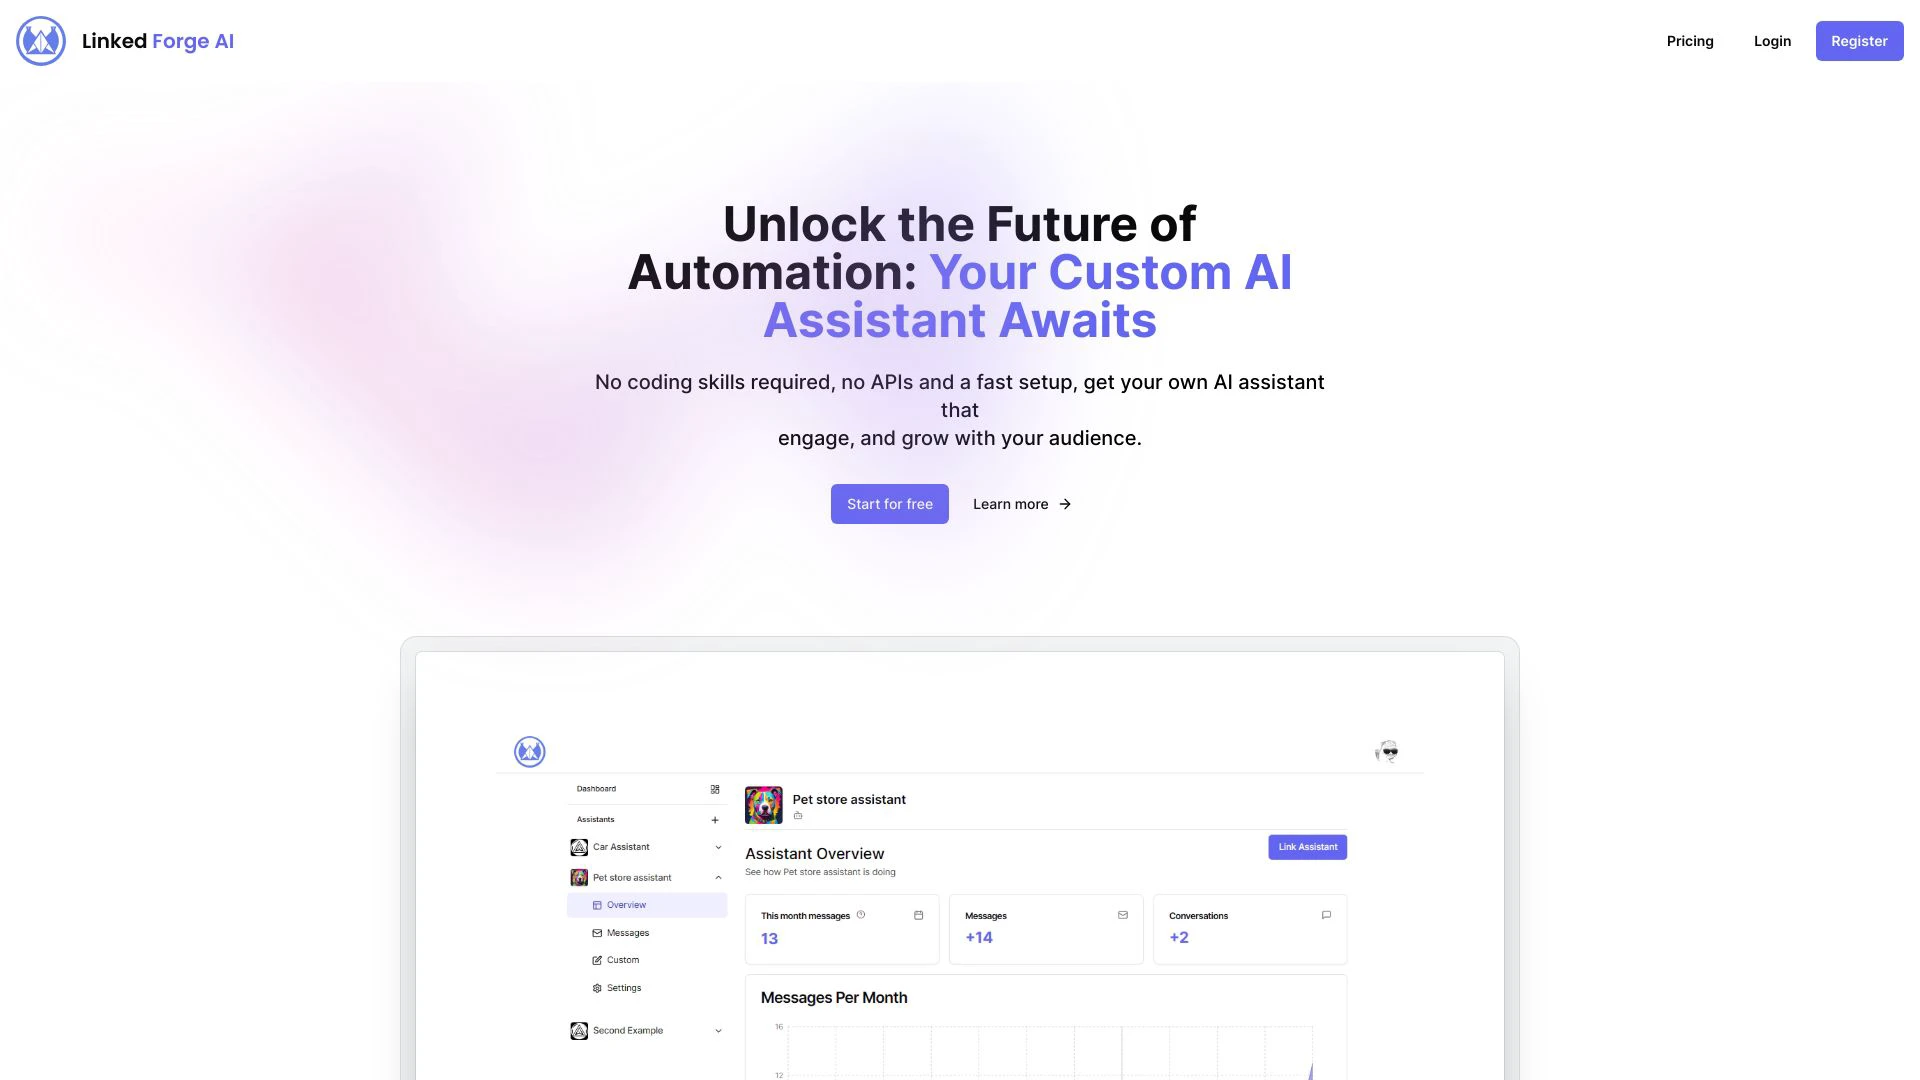 Linked Forge AI
Pricing
Login
Register
Unlock the Future of
Automation: Your Custom AI
Assistant Awaits
No coding skills required, no APIs and a fast setup, get your own AI assistant
that
engage, and grow with your audience.
Start for free
Learn more
Dashboard
Assistants
Car Assistant
Pet store assistant
Overview
Messages
Custom
Settings
Second Example
Pet store assistant
Link Assistant
Assistant Overview
See how Pet store assistant is doing
This month messages
13
Messages
+14
Conversations
+2
Messages Per Month
16
12